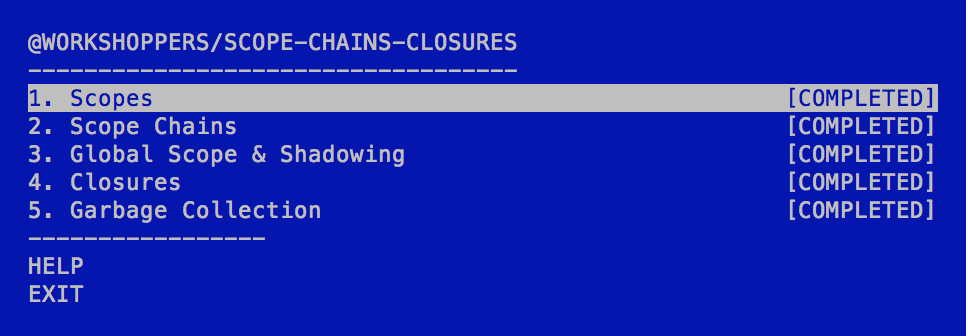 @WORKSHOPPERS/SCOPE-CHAINS-CLOSURES
-----------------------------------
1. Scopes [COMPLETED]
2. Scope Chains [COMPLETED]
3. Global Scope & Shadowing [COMPLETED]
4. Closures [COMPLETED]
5. Garbage Collection [COMPLETED]
-----------------
HELP
EXIT